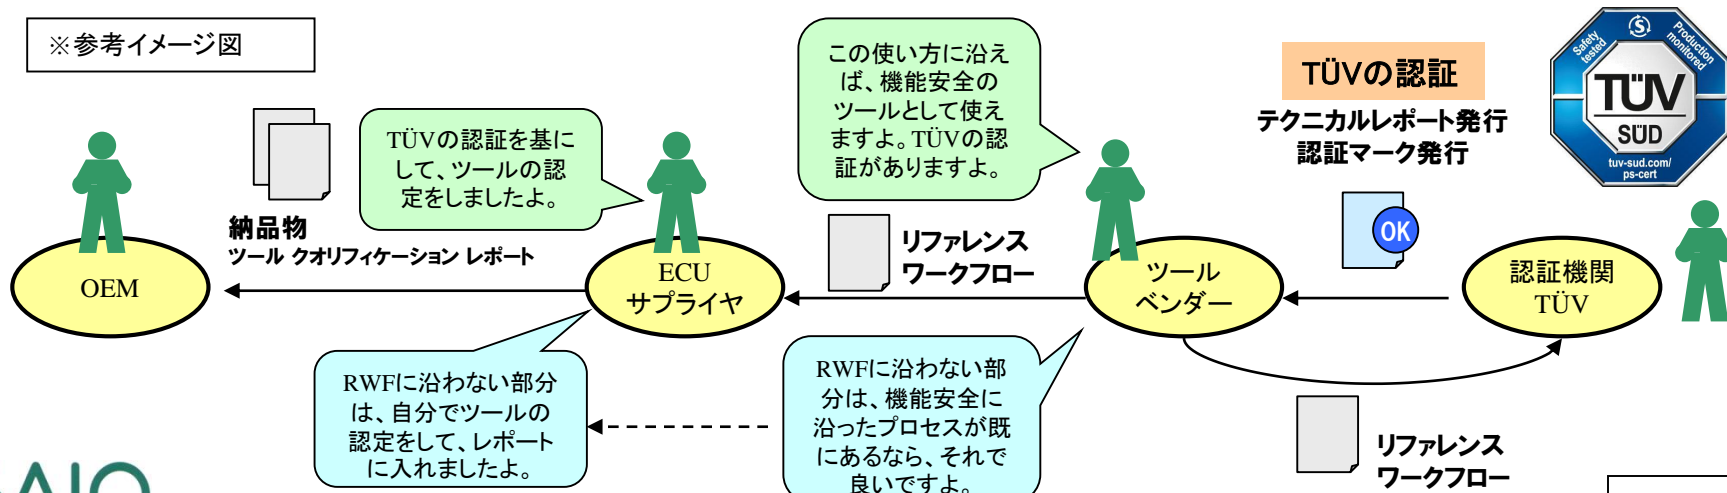 ※参考イメージ図
この使い方に沿え
ば、機能安全の
ツールとして使え
ますよ。TÜVの認
証がありますよ。
TÜVの認証
テクニカルレポート発行
認証マーク発行
Safety tested
Production monitored
TÜV
SÜD
tuv-sud.com/
ps-cert
TÜVの認証を基に
して、ツールの認
定をしましたよ。
納品物
ツール クオリフィケーション レポート
リファレンス
ワークフロー
OK
OEM
ECU
サプライヤ
ツール
ベンダー
認証機関
TÜV
RWFに沿わない部分
は、自分でツールの
認定をして、レポート
に入れましたよ。
RWFに沿わない部
分は、機能安全に
沿ったプロセスが既
にあるなら、それで
良いですよ。
リファレンス
ワークフロー